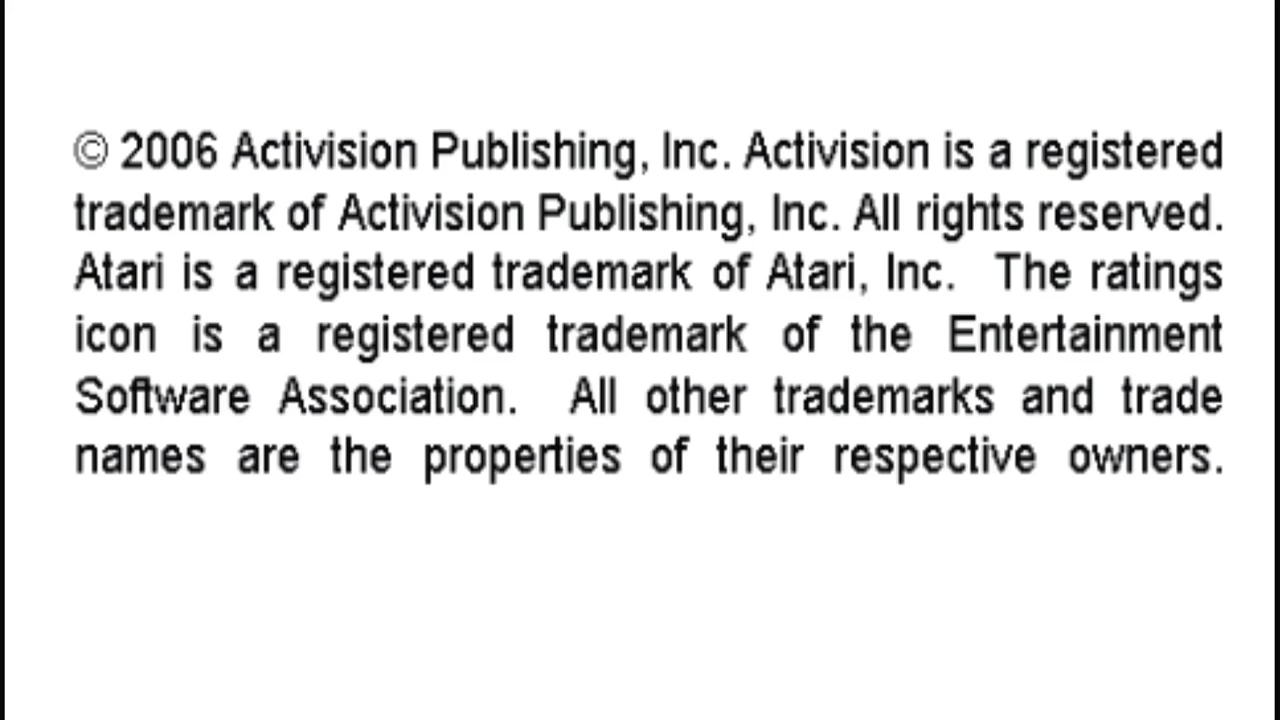 © 2006 Activision Publishing, Inc. Activision is a registered
trademark of Activision Publishing, Inc. All rights reserved.
Atari is a registered trademark of Atari, Inc.  The ratings
icon is a registered trademark of the Entertainment
Software Association.  All other trademarks and trade
names are the properties of their respective owners.